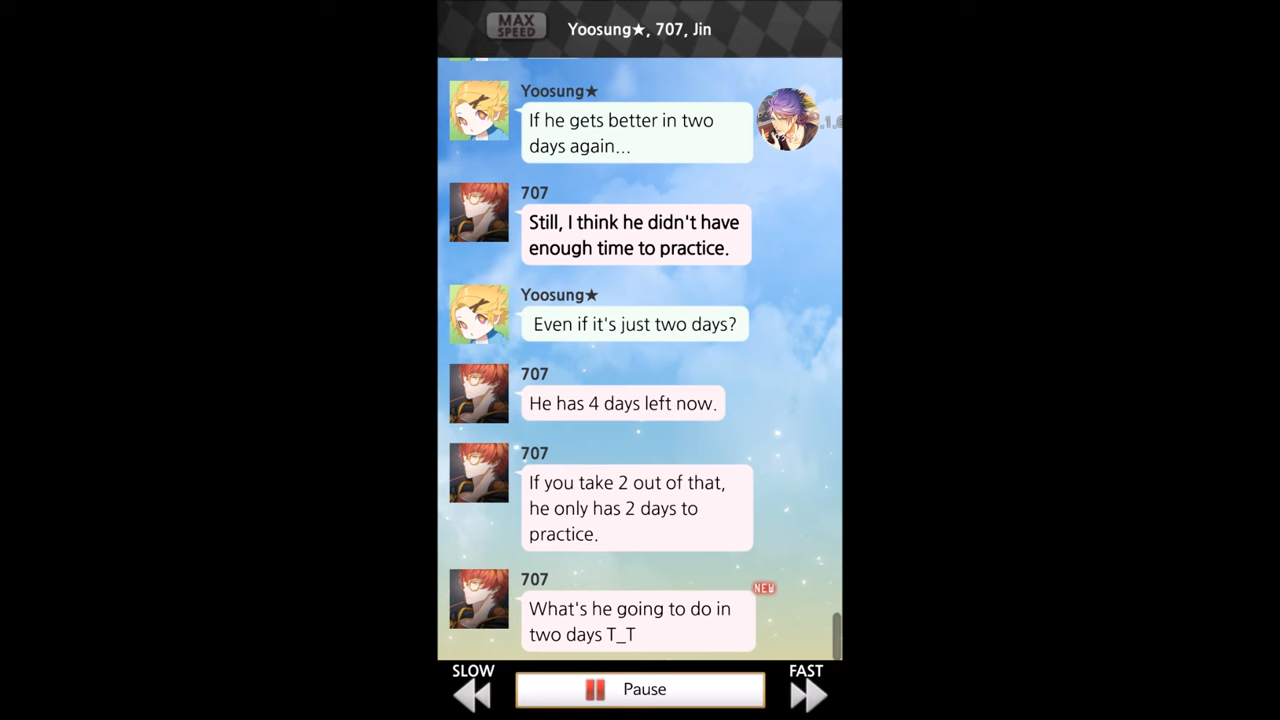 MAX
SPEED
Yoosung★, 707, Jin
Yoosung★
If he gets better in two
days again...
707
Still, I think he didn't have
enough time to practice.
Yoosung★
Even if it's just two days?
707
He has 4 days left now.
707
If you take 2 out of that,
he only has 2 days to
practice.
707
NEW
What's he going to do in
two days T_T
SLOW
Pause
FAST